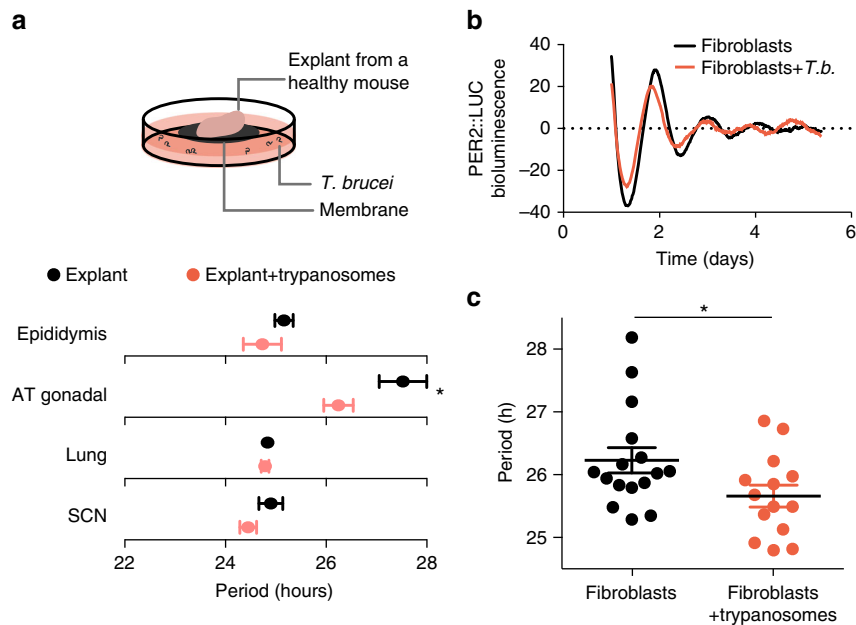 a
Explant from a
healthy mouse
T. brucei
Membrane
Explant
Explant+trypanosomes
Epididymis
AT gonadal
*
Lung
SCN
22
24
26
28
Period (hours)
b
Fibroblasts
Fibroblasts+T.b.
PER2::LUC
bioluminescence
40
20
0
−20
−40
0
2
4
6
Time (days)
c
*
Period (h)
28
27
26
25
Fibroblasts
Fibroblasts
+trypanosomes